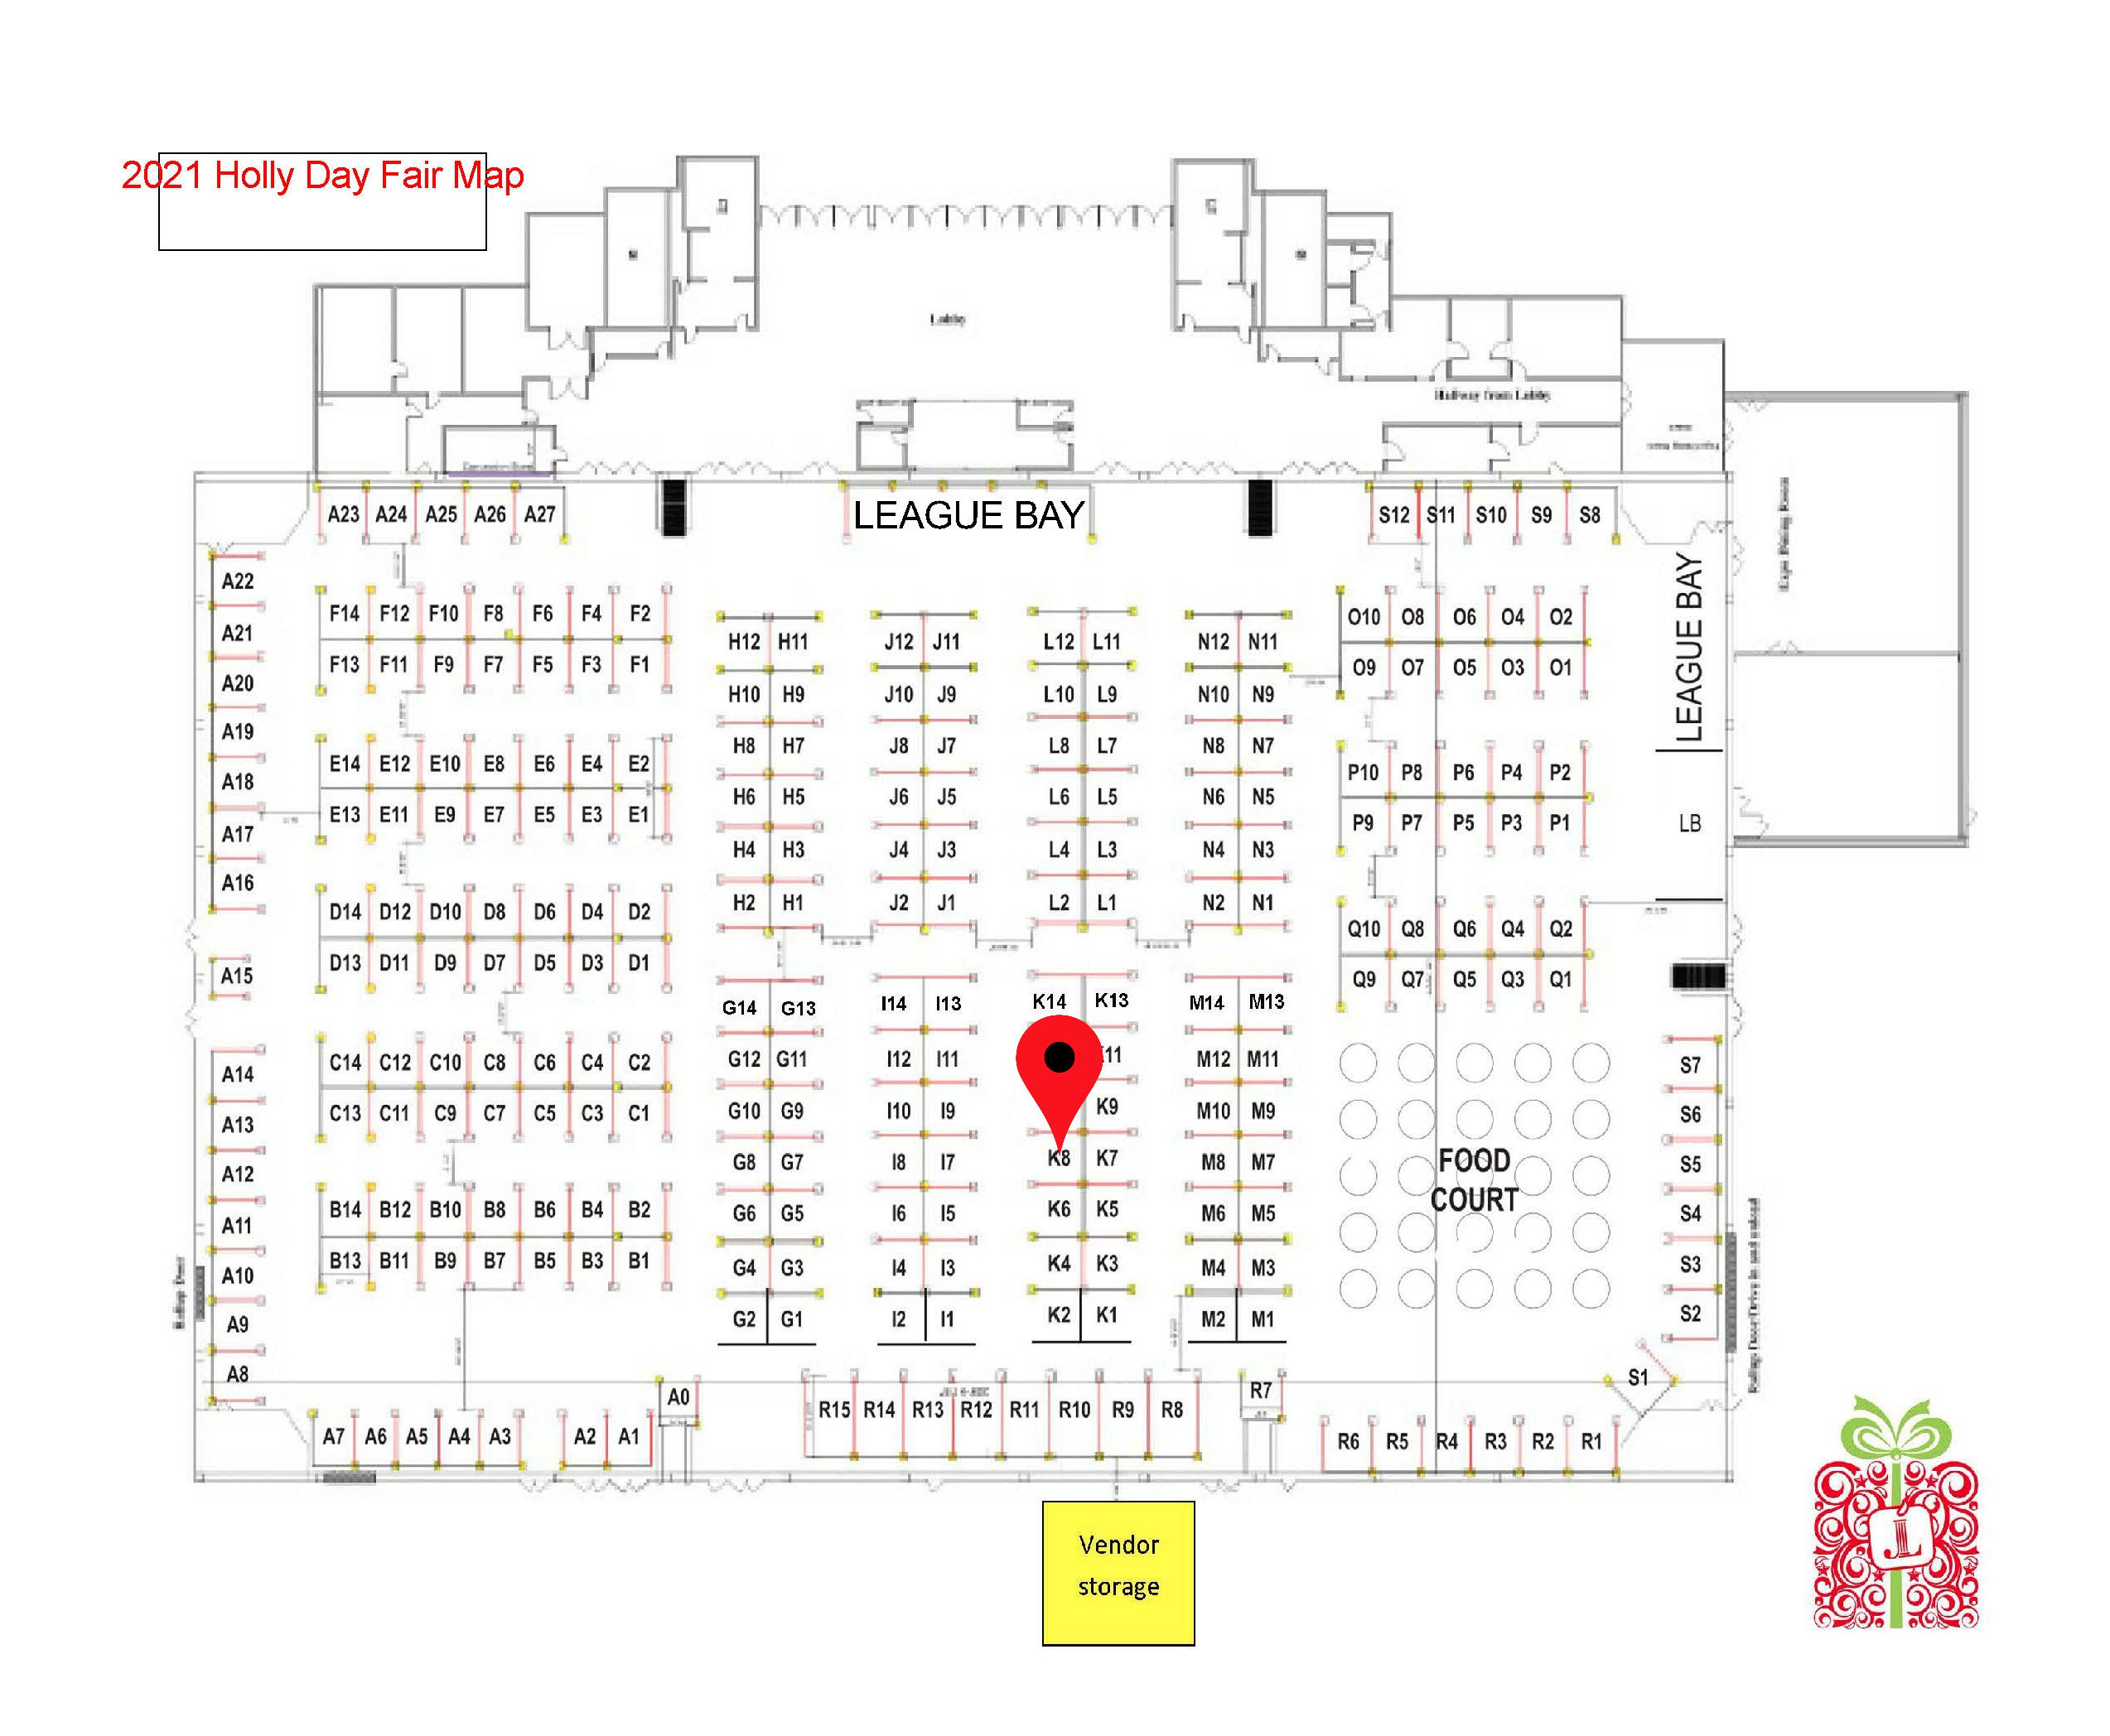 2021 Holly Day Fair Map
Lobby
Hallway from Lobby
LEAGUE BAY
A23 A24 A25 A26 A27
S12 S11 S10 S9 S8
A22
A21
A20
A19
A18
A17
A16
A15
A14
A13
A12
A11
A10
A9
A8
F14 F12 F10 F8 F6 F4 F2
F13 F11 F9 F7 F5 F3 F1
E14 E12 E10 E8 E6 E4 E2
E13 E11 E9 E7 E5 E3 E1
D14 D12 D10 D8 D6 D4 D2
D13 D11 D9 D7 D5 D3 D1
C14 C12 C10 C8 C6 C4 C2
C13 C11 C9 C7 C5 C3 C1
B14 B12 B10 B8 B6 B4 B2
B13 B11 B9 B7 B5 B3 B1
H12 H11 J12 J11 L12 L11 N12 N11
H10 H9 J10 J9 L10 L9 N10 N9
H8 H7 J8 J7 L8 L7 N8 N7
H6 H5 J6 J5 L6 L5 N6 N5
H4 H3 J4 J3 L4 L3 N4 N3
H2 H1 J2 J1 L2 L1 N2 N1
G14 G13 I14 I13 K14 K13 M14 M13
G12 G11 I12 I11 11 M12 M11
G10 G9 I10 I9 K9 M10 M9
G8 G7 I8 I7 K8 K7 M8 M7
G6 G5 I6 I5 K6 K5 M6 M5
G4 G3 I4 I3 K4 K3 M4 M3
G2 G1 I2 I1 K2 K1 M2 M1
O10 O8 O6 O4 O2
O9 O7 O5 O3 O1
P10 P8 P6 P4 P2
P9 P7 P5 P3 P1
Q10 Q8 Q6 Q4 Q2
Q9 Q7 Q5 Q3 Q1
LEAGUE BAY
LB
FOOD
COURT
S7
S6
S5
S4
S3
S2
S1
A7 A6 A5 A4 A3 A2 A1
A0
R15 R14 R13 R12 R11 R10 R9 R8
R7
R6 R5 R4 R3 R2 R1
Vendor
storage
JL